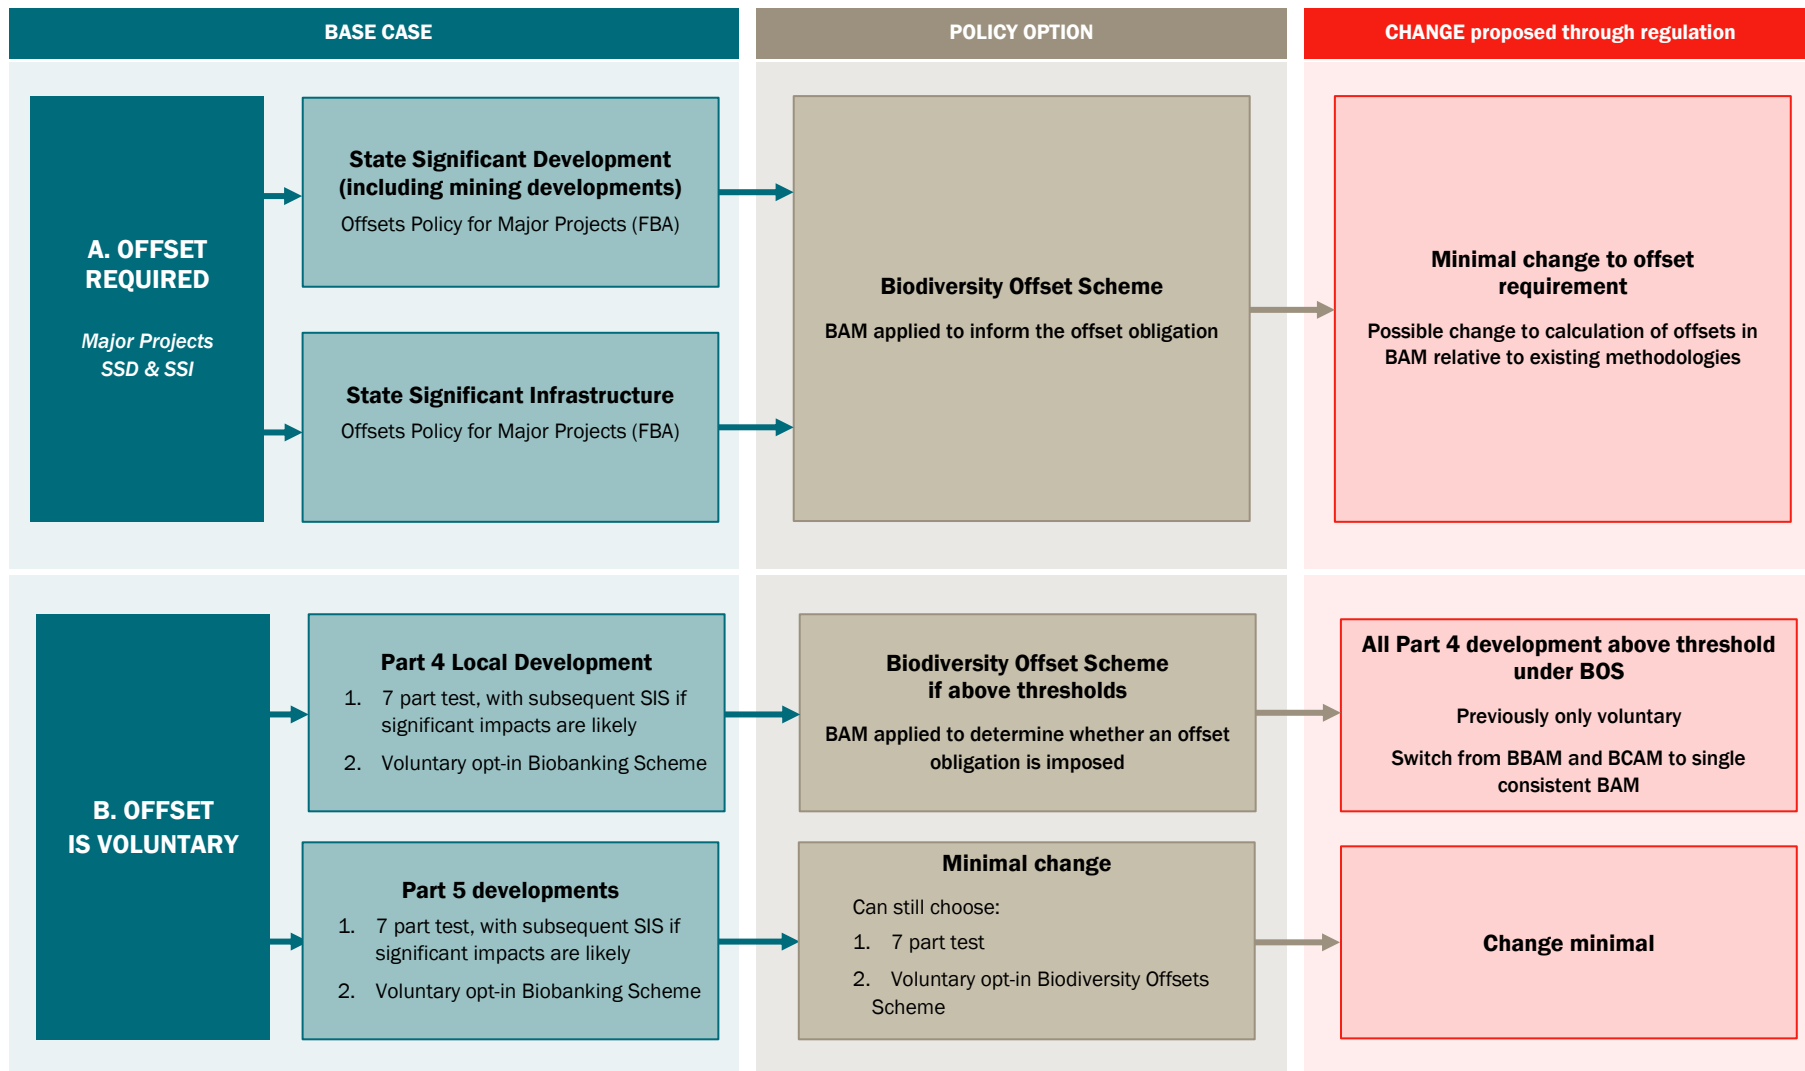 BASE CASE
POLICY OPTION
CHANGE proposed through regulation
A. OFFSET
REQUIRED
Major Projects
SSD & SSI
State Significant Development
(including mining developments)
Offsets Policy for Major Projects (FBA)
State Significant Infrastructure
Offsets Policy for Major Projects (FBA)
Biodiversity Offset Scheme
BAM applied to inform the offset obligation
Minimal change to offset
requirement
Possible change to calculation of offsets in
BAM relative to existing methodologies
B. OFFSET
IS VOLUNTARY
Part 4 Local Development
1. 7 part test, with subsequent SIS if
significant impacts are likely
2. Voluntary opt-in Biobanking Scheme
Biodiversity Offset Scheme
if above thresholds
BAM applied to determine whether an offset
obligation is imposed
All Part 4 development above threshold
under BOS
Previously only voluntary
Switch from BBAM and BCAM to single
consistent BAM
Part 5 developments
1. 7 part test, with subsequent SIS if
significant impacts are likely
2. Voluntary opt-in Biobanking Scheme
Minimal change
Can still choose:
1. 7 part test
2. Voluntary opt-in Biodiversity Offsets
Scheme
Change minimal